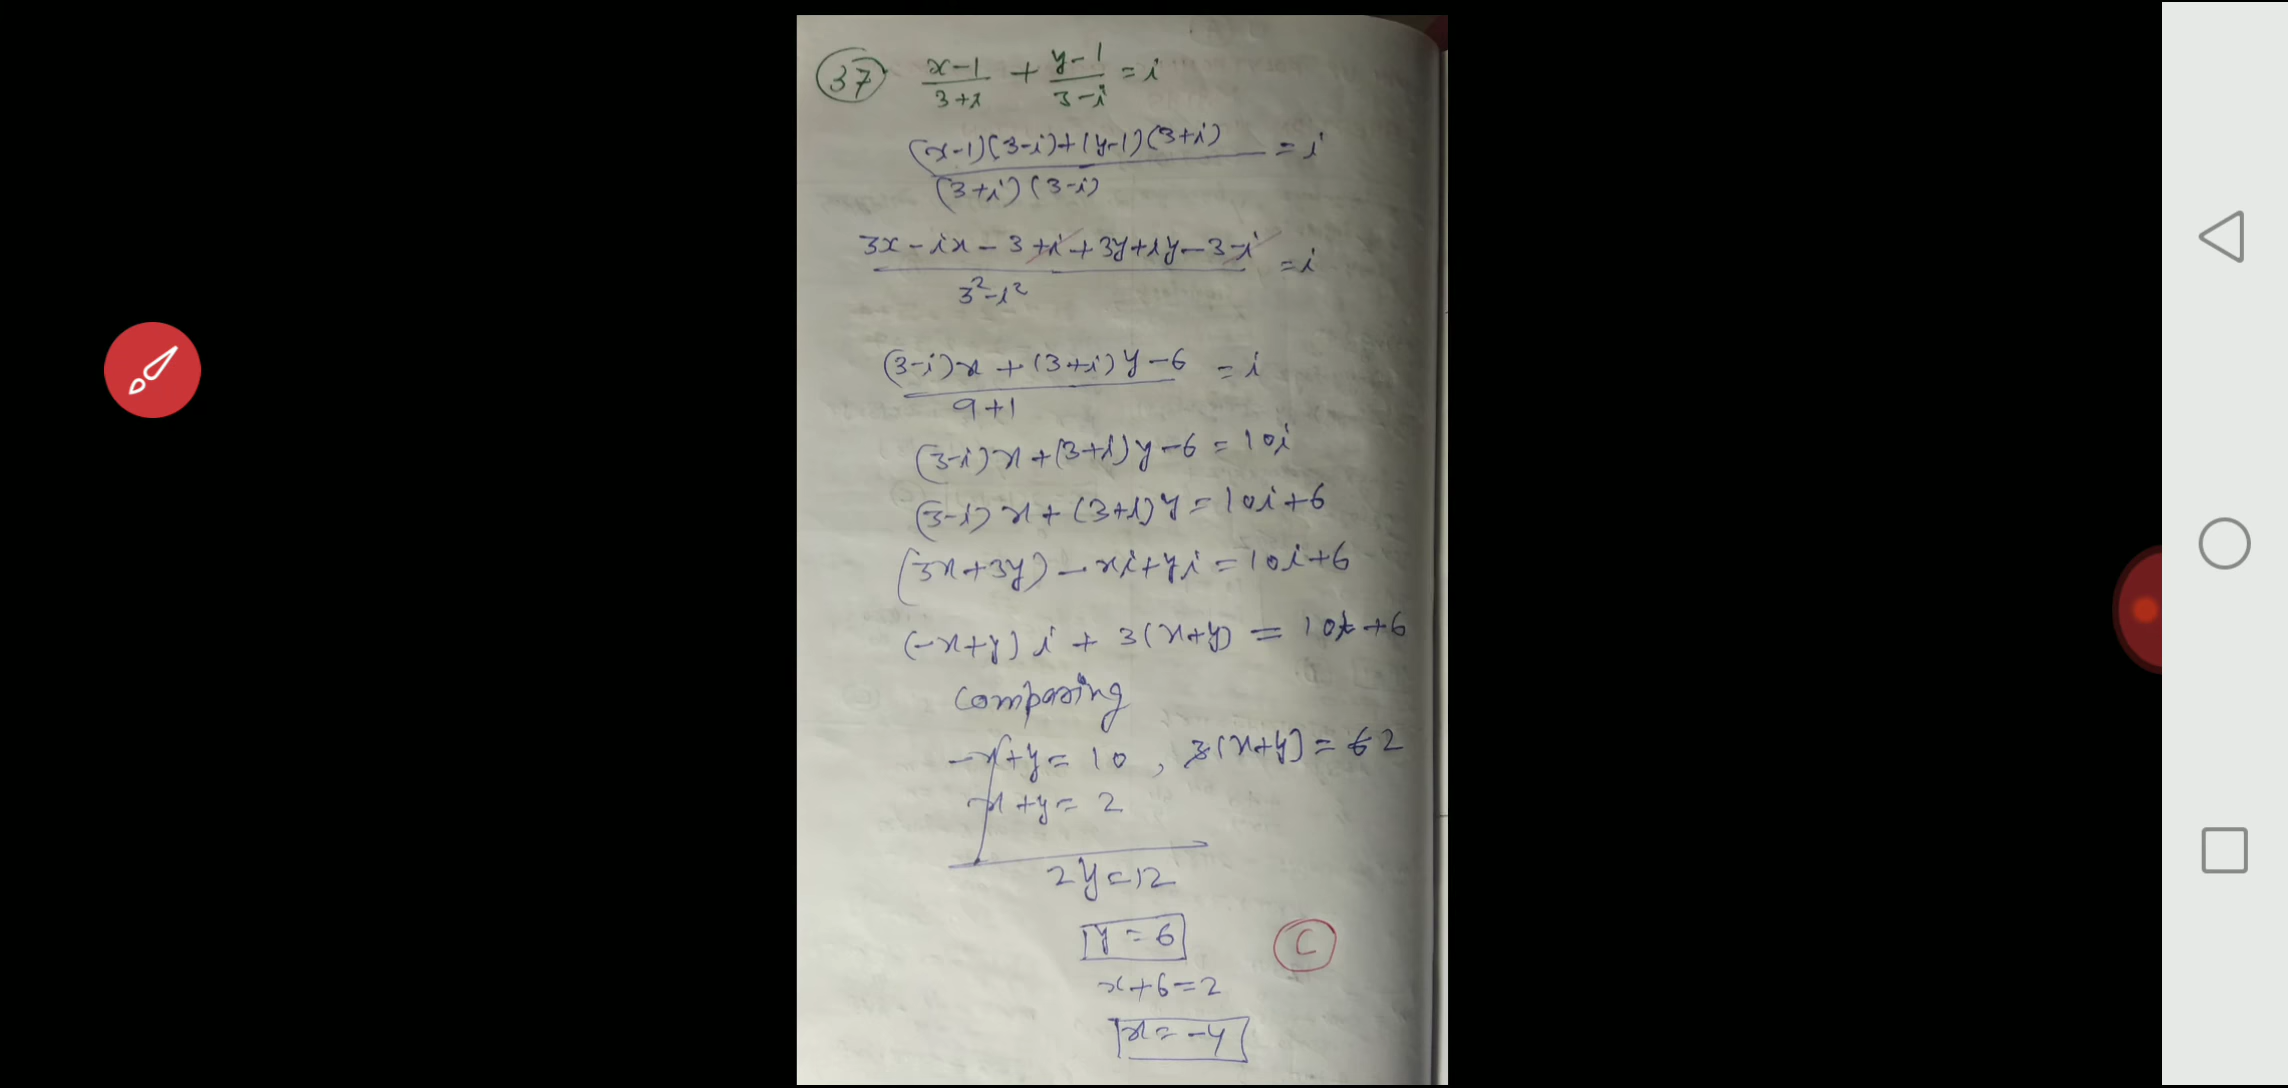 37 x-1/3+i + y-1/3-i = i
(x-1)(3-i)+(y-1)(3+i)/(3+i)(3-i) = i
3x-ix-3+i+3y+iy-3-i/3²-i² = i
(3-i)x+(3+i)y-6/9+1 = i
(3-i)x+(3+i)y-6=10i
(3-i)x+(3+i)y=10i+6
(3x+3y)-xi+yi=10i+6
(-x+y)i+3(x+y)=10i+6
Comparing
-x+y=10, 3(x+y)=6 2
x+y=2
2y=12
y=6
C
x+6=2
x=-4